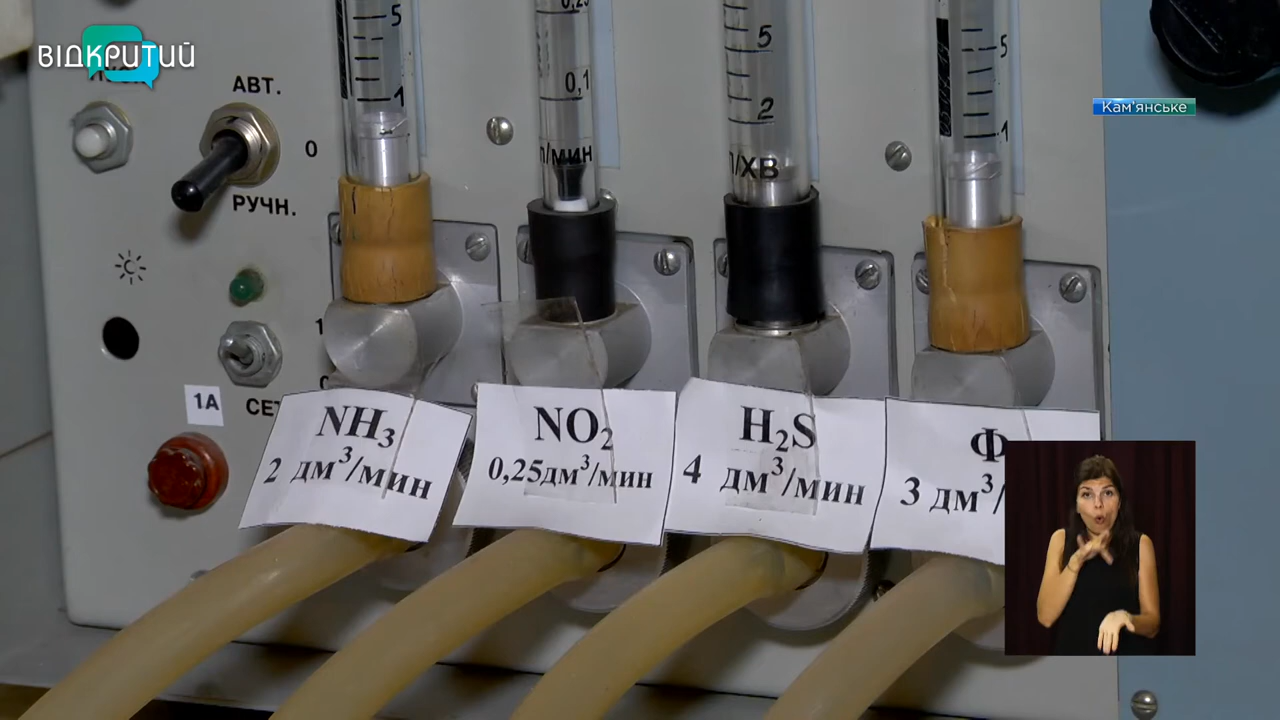 ВІДКРИТИЙ
Кам'янське
АВТ.
0
РУЧН.
1А
5
1
0,1
5
2
/ХВ
5
1
NH₃
2 дм³/мин
NO₂
0,25дм³/мин
H₂S
4 дм³/мин
3 дм³/